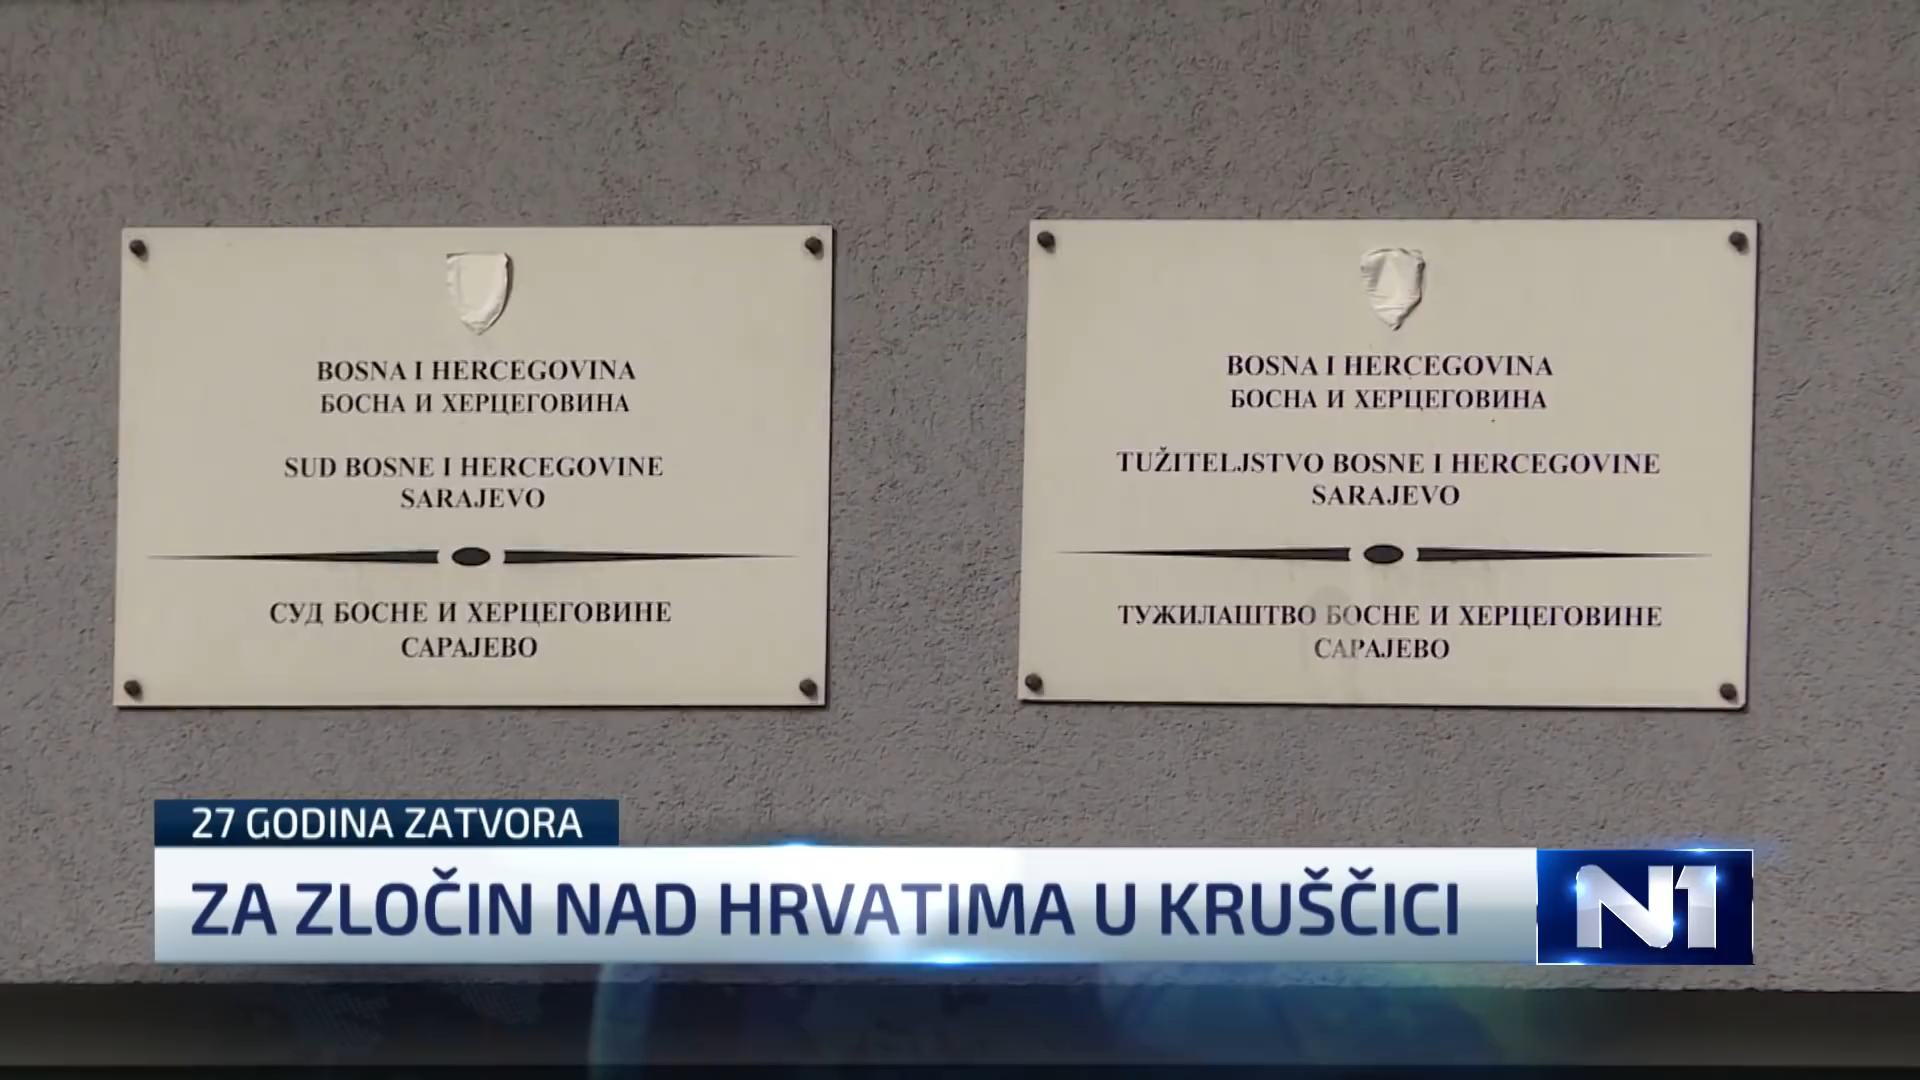 BOSNA I HERCEGOVINA
БОСНА И ХЕРЦЕГОВИНА
SUD BOSNE I HERCEGOVINE
SARAJEVO
СУД БОСНЕ И ХЕРЦЕГОВИНЕ
САРАЈЕВО
BOSNA I HERCEGOVINA
БОСНА И ХЕРЦЕГОВИНА
TUŽITELJSTVO BOSNE I HERCEGOVINE
SARAJEVO
ТУЖИЛАШТВО БОСНЕ И ХЕРЦЕГОВИНЕ
САРАЈЕВО
27 GODINA ZATVORA
ZA ZLOČIN NAD HRVATIMA U KRUŠČICI
N1